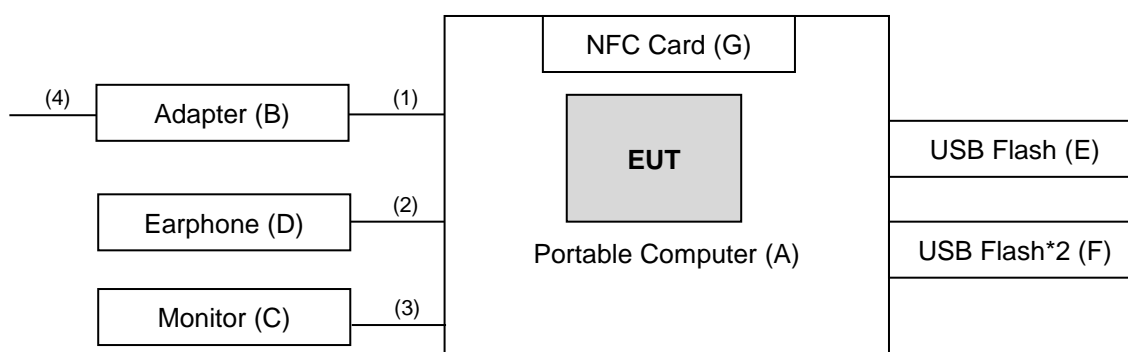 NFC Card (G)
(4)
Adapter (B)
(1)
EUT
USB Flash (E)
Earphone (D)
(2)
Portable Computer (A)
USB Flash*2 (F)
Monitor (C)
(3)